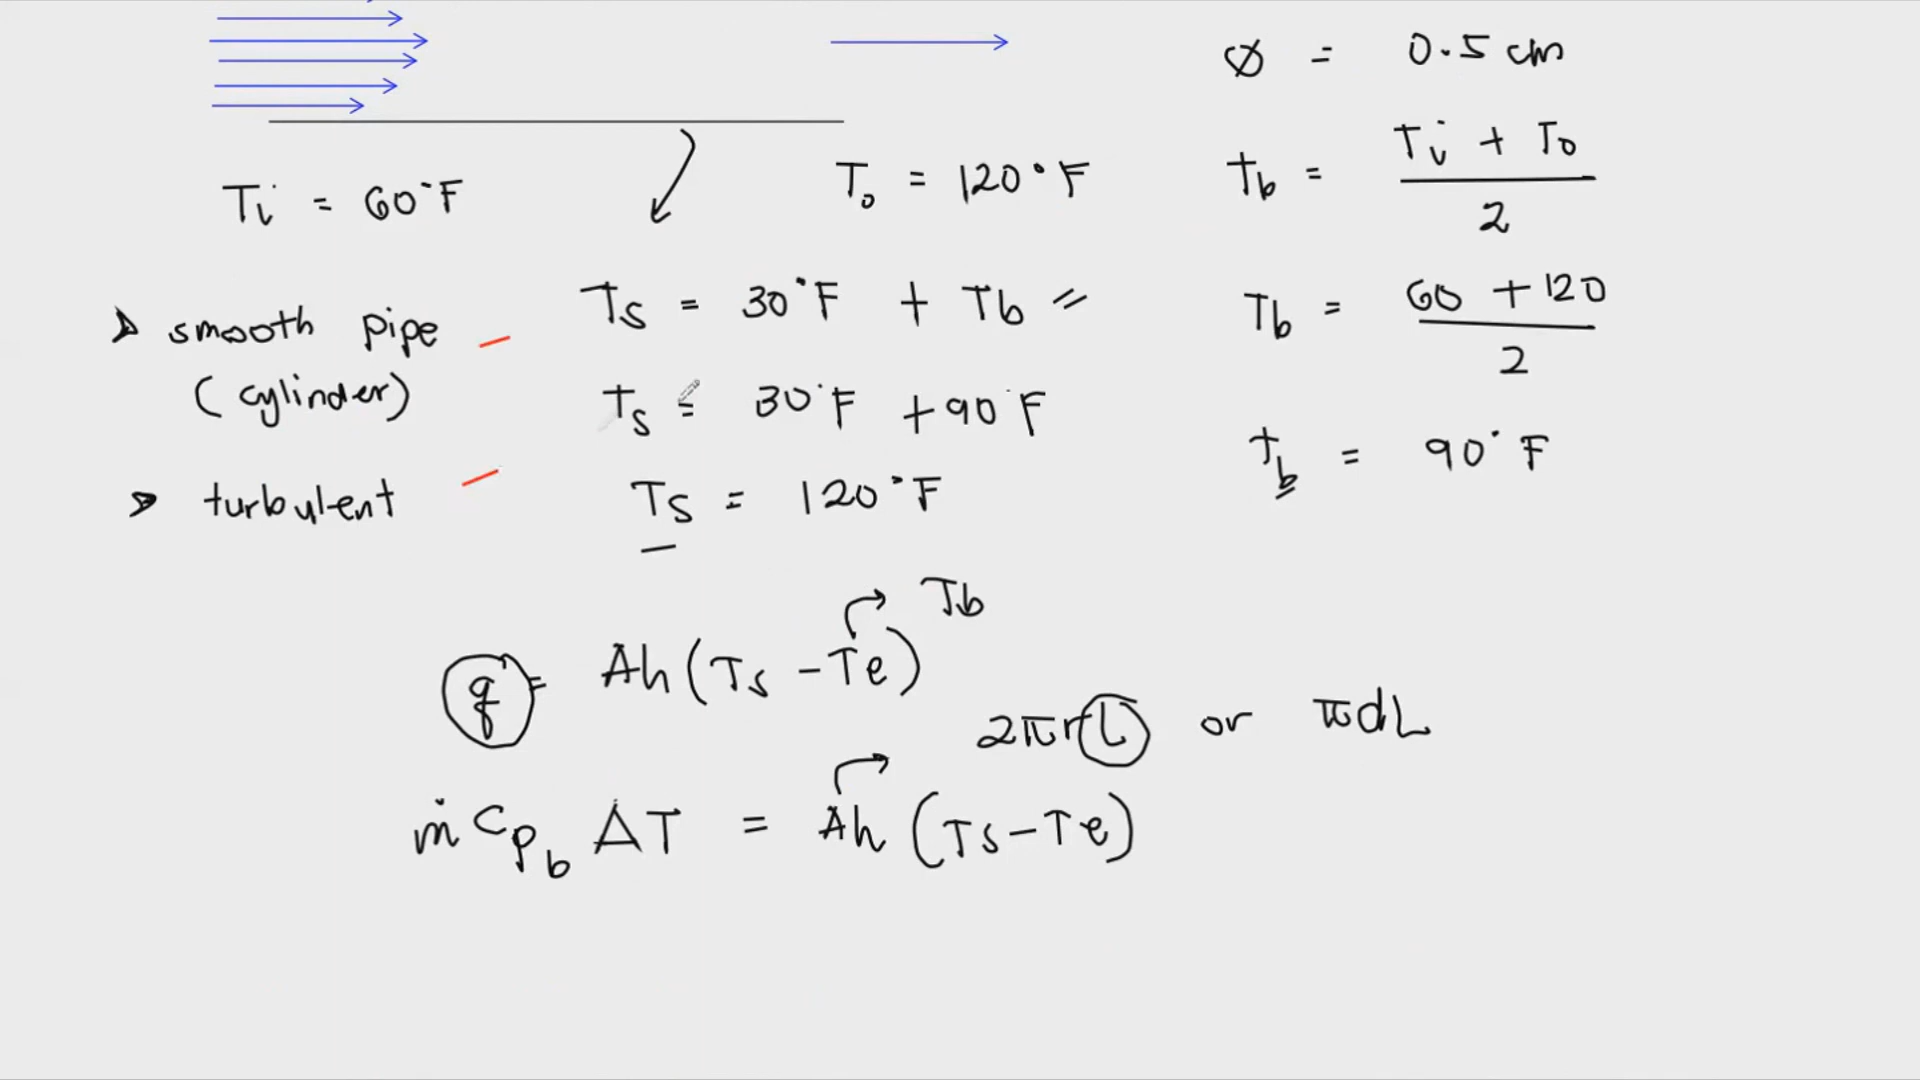 φ = 0.5 cm
Ti = 60°F
To = 120°F
Tb = Ti + To / 2
➤ smooth pipe
(cylinder)
➤ turbulent
Ts = 30°F + Tb =
Ts = 30°F + 90°F
Ts = 120°F
Tb = 60 + 120 / 2
Tb = 90°F
Tb
q = Ah(Ts - Te)
2πrL or πdL
ṁ Cpb ΔT = Ah (Ts - Te)